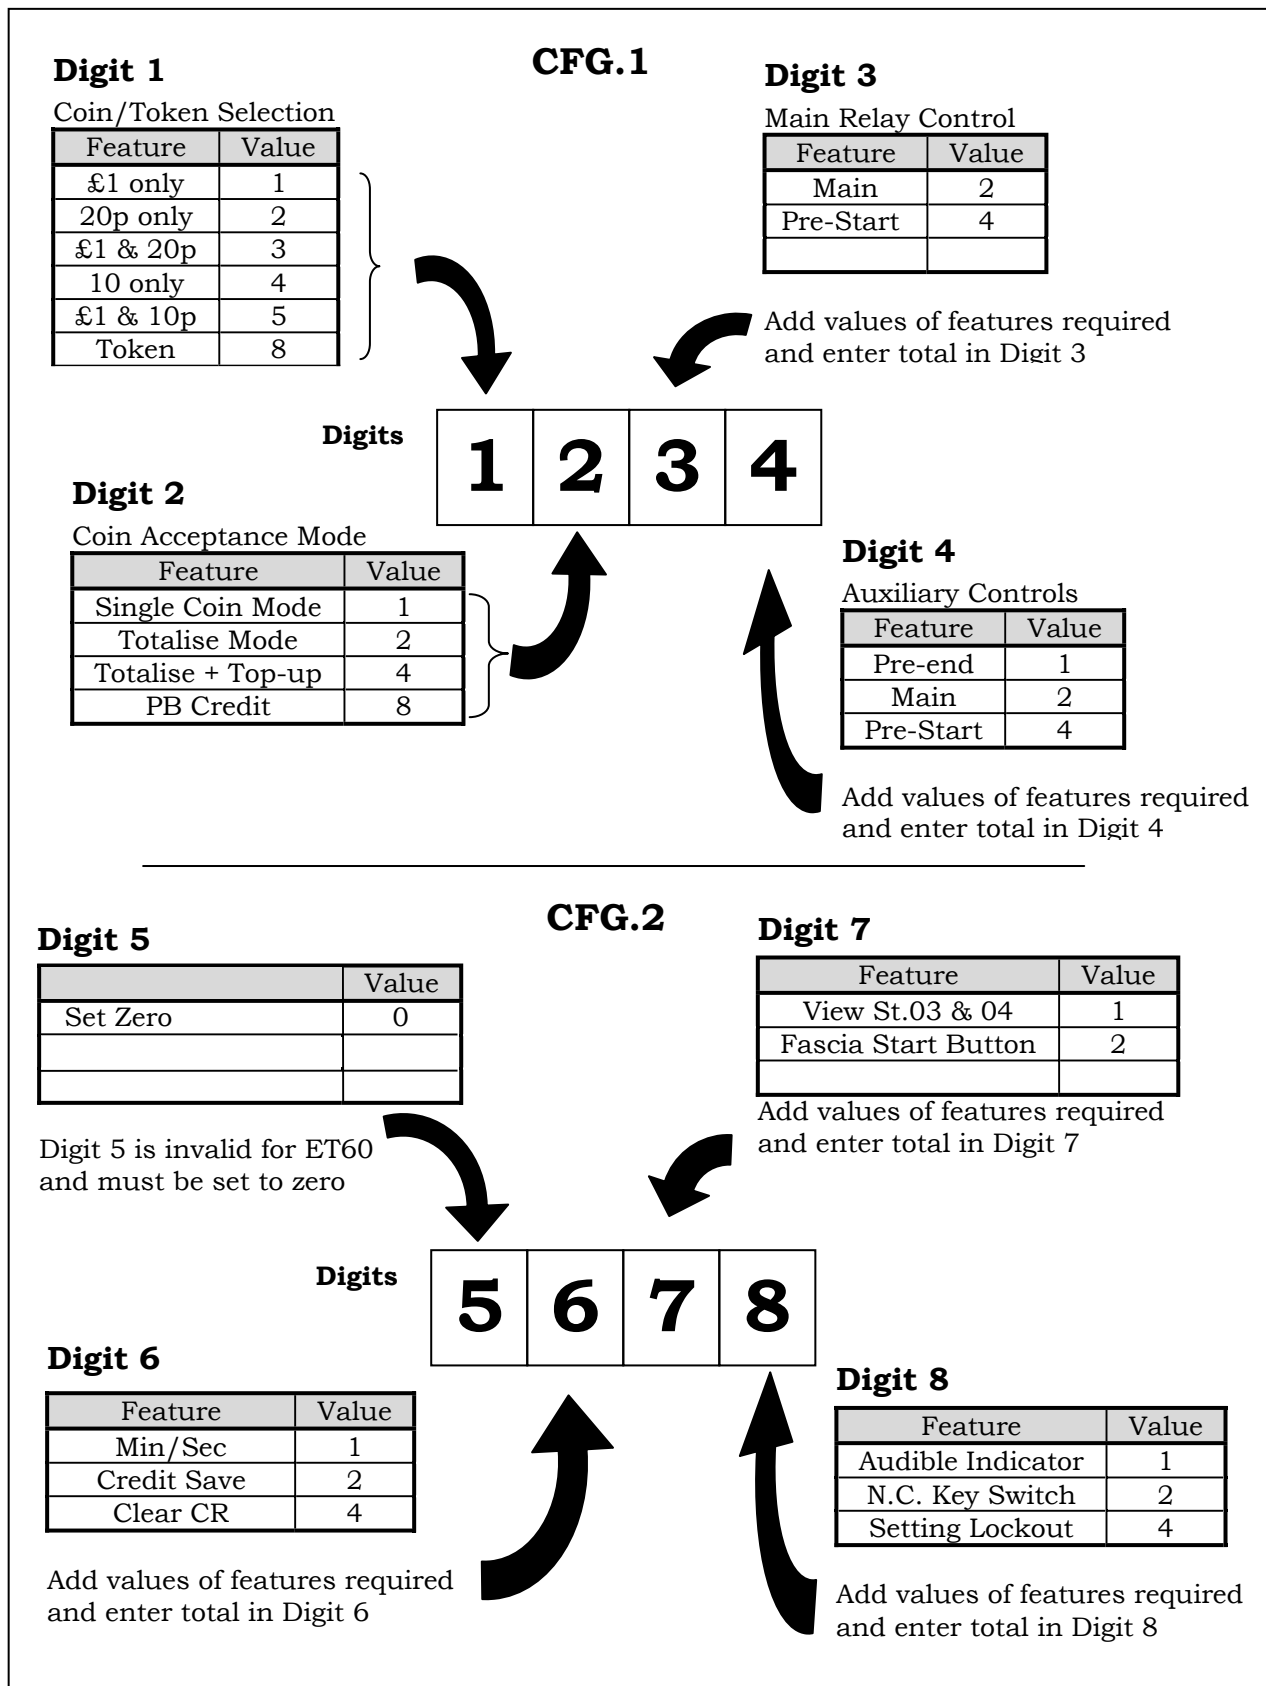 CFG.1
Digit 1
Coin/Token Selection
Feature Value
£1 only 1
20p only 2
£1 & 20p 3
10 only 4
£1 & 10p 5
Token 8
Digit 3
Main Relay Control
Feature Value
Main 2
Pre-Start 4
Add values of features required
and enter total in Digit 3
Digits 1 2 3 4
Digit 2
Coin Acceptance Mode
Feature Value
Single Coin Mode 1
Totalise Mode 2
Totalise + Top-up 4
PB Credit 8
Digit 4
Auxiliary Controls
Feature Value
Pre-end 1
Main 2
Pre-Start 4
Add values of features required
and enter total in Digit 4
CFG.2
Digit 5
Value
Set Zero 0
Digit 5 is invalid for ET60
and must be set to zero
Digit 7
Feature Value
View St.03 & 04 1
Fascia Start Button 2
Add values of features required
and enter total in Digit 7
Digits 5 6 7 8
Digit 6
Feature Value
Min/Sec 1
Credit Save 2
Clear CR 4
Add values of features required
and enter total in Digit 6
Digit 8
Feature Value
Audible Indicator 1
N.C. Key Switch 2
Setting Lockout 4
Add values of features required
and enter total in Digit 8